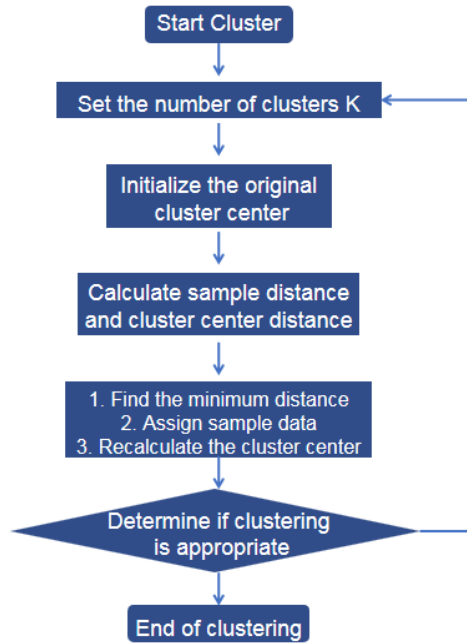 Start Cluster
Set the number of clusters K
Initialize the original
cluster center
Calculate sample distance
and cluster center distance
1. Find the minimum distance
2. Assign sample data
3. Recalculate the cluster center
Determine if clustering
is appropriate
End of clustering